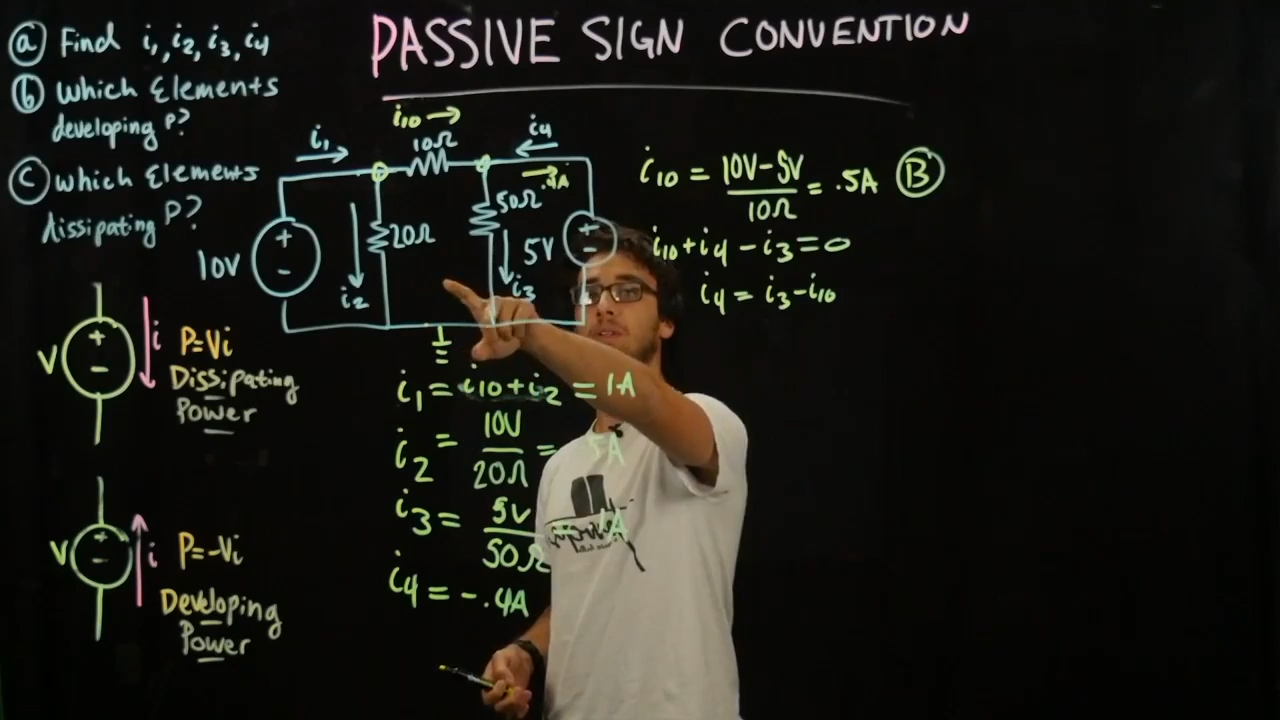 PASSIVE SIGN CONVENTION
ⓐ Find i₁, i₂, i₃, i₄
ⓑ Which Elements
developing P?
ⓒ Which Elements
dissipating P?
i₁ →
i₁₀ →
10Ω
i₄ ←
.4A
50Ω
20Ω
10V
+
-
i₂
5V
+
-
i₃
i₁₀ = (10V-5V)/10Ω = .5A Ⓑ
i₁₀ + i₄ - i₃ = 0
i₄ = i₃ - i₁₀
V
+
-
i
P=Vi
Dissipating
Power
V
+
-
i
P=-Vi
Developing
Power
i₁ = i₁₀ + i₂ = 1A
i₂ = 10V/20Ω = 5A
i₃ = 5V/50Ω = .1A
i₄ = -.4A